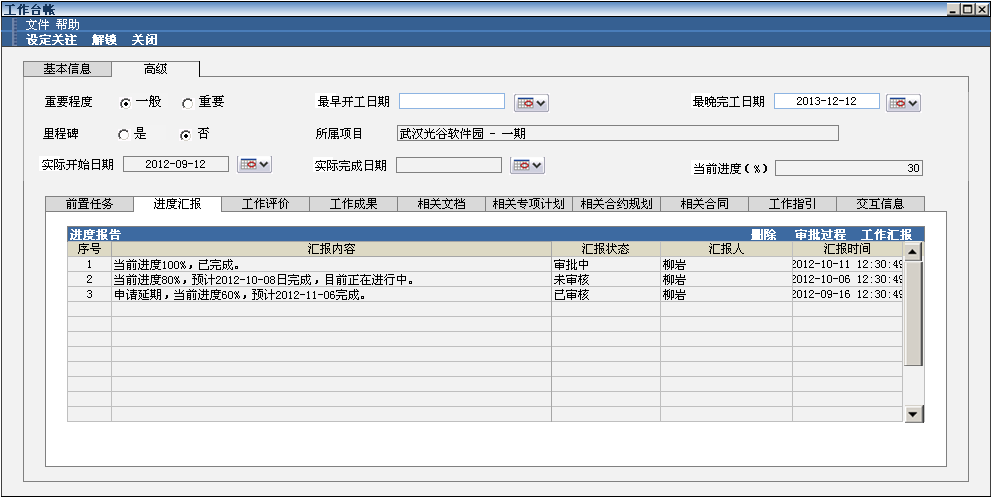 工作台帐
文件 帮助
设定关注 解锁 关闭
基本信息 高级
重要程度 一般 重要 最早开工日期 最晚完工日期 2013-12-12
里程碑 是 否 所属项目 武汉光谷软件园 - 一期
实际开始日期 2012-09-12 实际完成日期 当前进度(%) 30
前置任务 进度汇报 工作评价 工作成果 相关文档 相关专项计划 相关合约规划 相关合同 工作指引 交互信息
进度报告 删除 审批过程 工作汇报
序号 汇报内容 汇报状态 汇报人 汇报时间
1 当前进度100%,已完成。 审批中 柳岩 2012-10-11 12:30:49
2 当前进度80%,预计2012-10-08日完成,目前正在进行中。 未审核 柳岩 2012-10-06 12:30:49
3 申请延期,当前进度60%,预计2012-11-06完成。 已审核 柳岩 2012-09-16 12:30:49